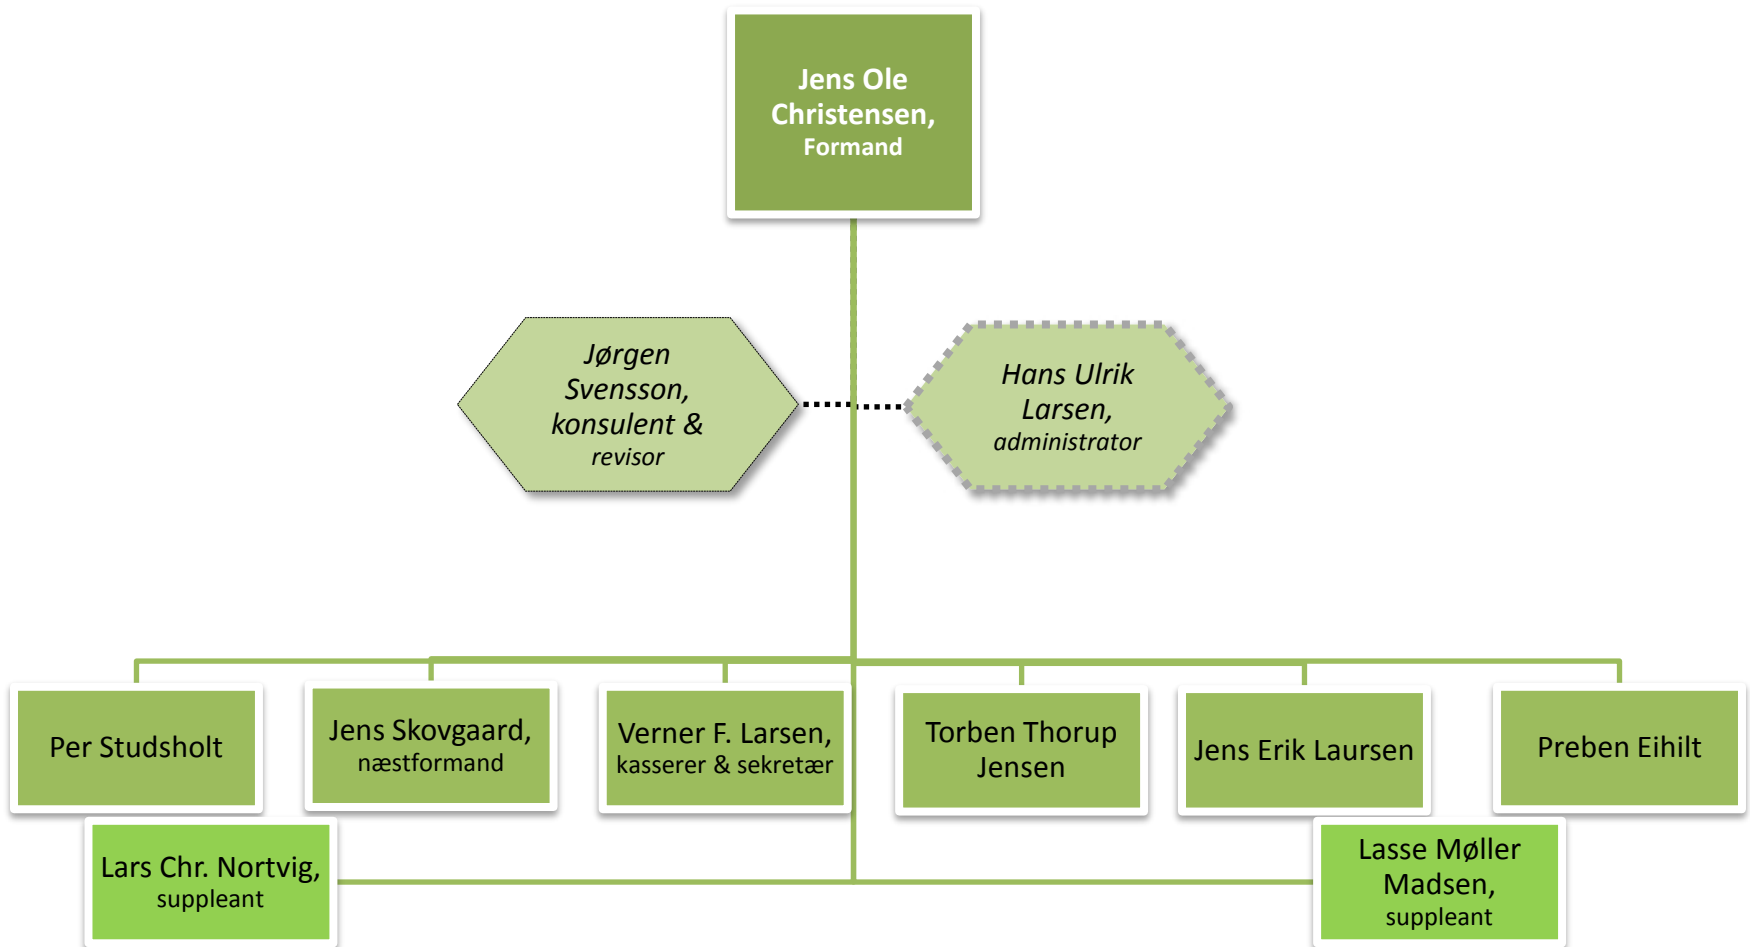 Jens Ole
Christensen,
Formand
Jørgen
Svensson,
konsulent &
revisor
Hans Ulrik
Larsen,
administrator
Per Studsholt
Jens Skovgaard,
næstformand
Verner F. Larsen,
kasserer & sekretær
Torben Thorup
Jensen
Jens Erik Laursen
Preben Eihilt
Lars Chr. Nortvig,
suppleant
Lasse Møller
Madsen,
suppleant